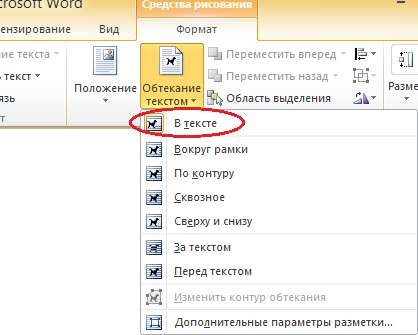 crosoft Word
Средства рисования
ензирование Вид Формат
ние текста
ь текст
язь
Положение
Обтекание текстом
Переместить вперед
Переместить назад
Область выделения
Разме
В тексте
Вокруг рамки
По контуру
Сквозное
Сверху и снизу
За текстом
Перед текстом
Изменить контур обтекания
Дополнительные параметры разметки...